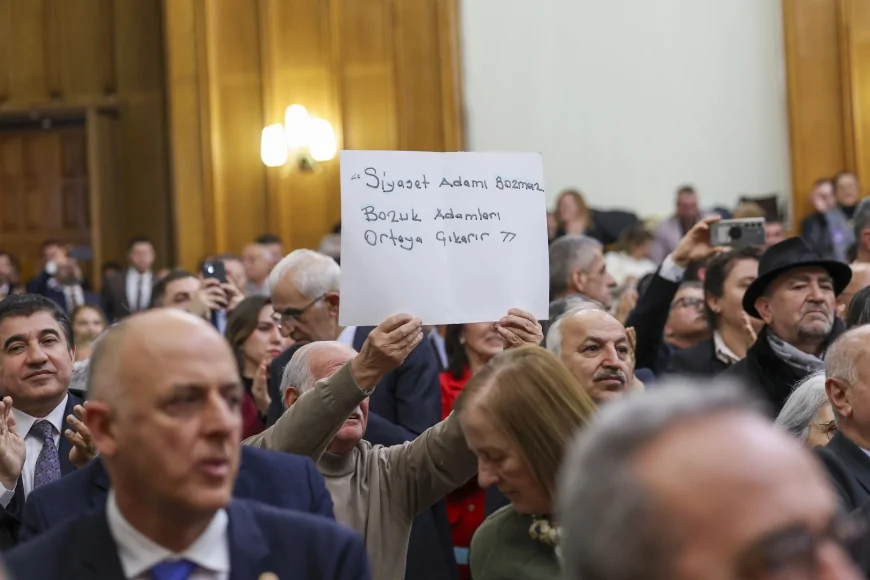 "Siyaset Adamı Bozmaz
Bozuk Adamları
Ortaya Çıkarır"